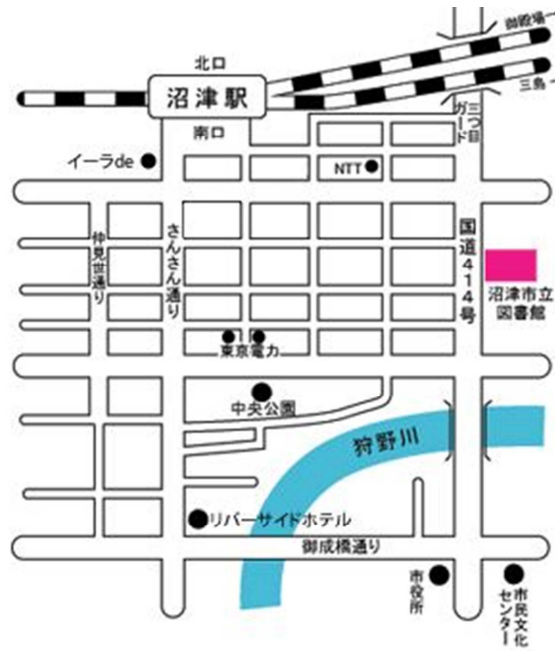 御殿場
北口
沼津駅
三島
南口
三つ目
ガード
イーラde
NTT
仲見世通り
さんさん通り
国道414号
沼津市立
図書館
東京電力
中央公園
狩野川
リバーサイドホテル
御成橋通り
市役所
市民文化
センター